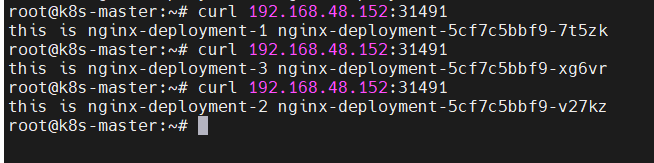 root@k8s-master:~# curl 192.168.48.152:31491
this is nginx-deployment-1 nginx-deployment-5cf7c5bbf9-7t5zk
root@k8s-master:~# curl 192.168.48.152:31491
this is nginx-deployment-3 nginx-deployment-5cf7c5bbf9-xg6vr
root@k8s-master:~# curl 192.168.48.152:31491
this is nginx-deployment-2 nginx-deployment-5cf7c5bbf9-v27kz
root@k8s-master:~#